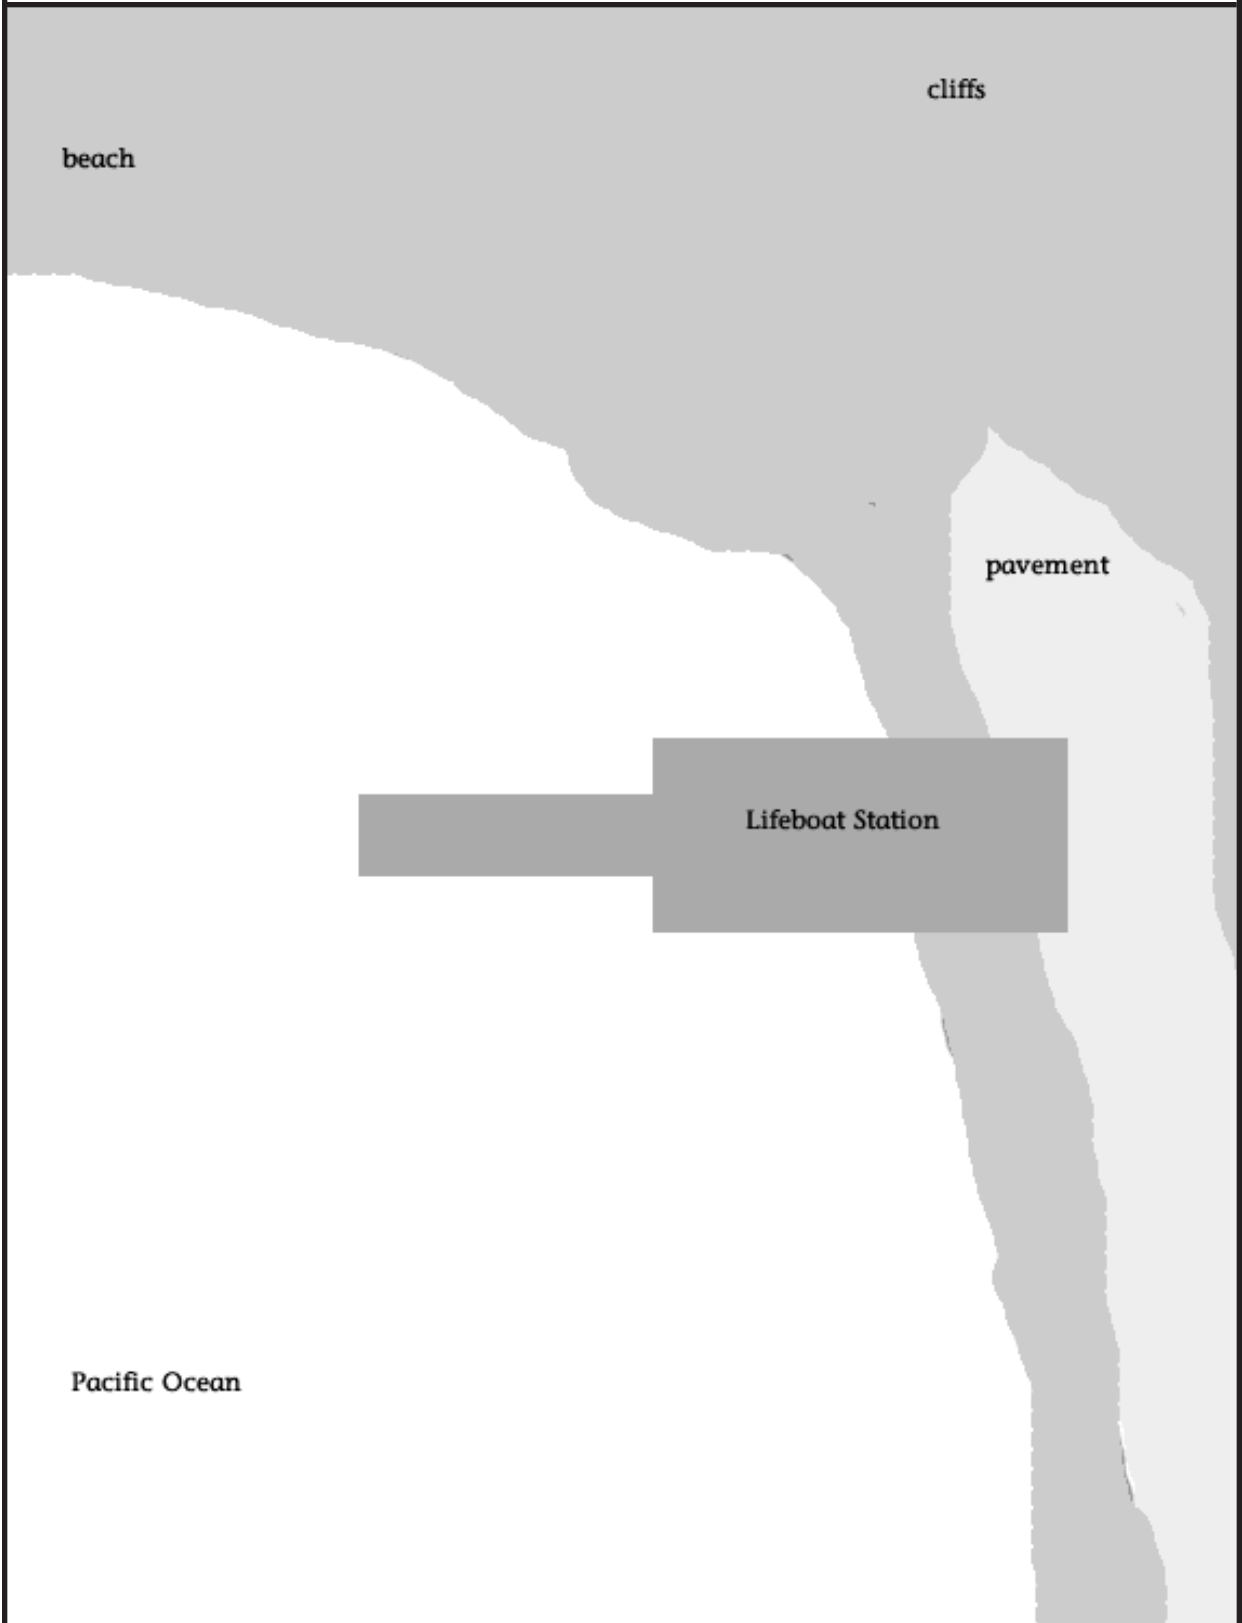 cliffs
beach
pavement
Lifeboat Station
Pacific Ocean